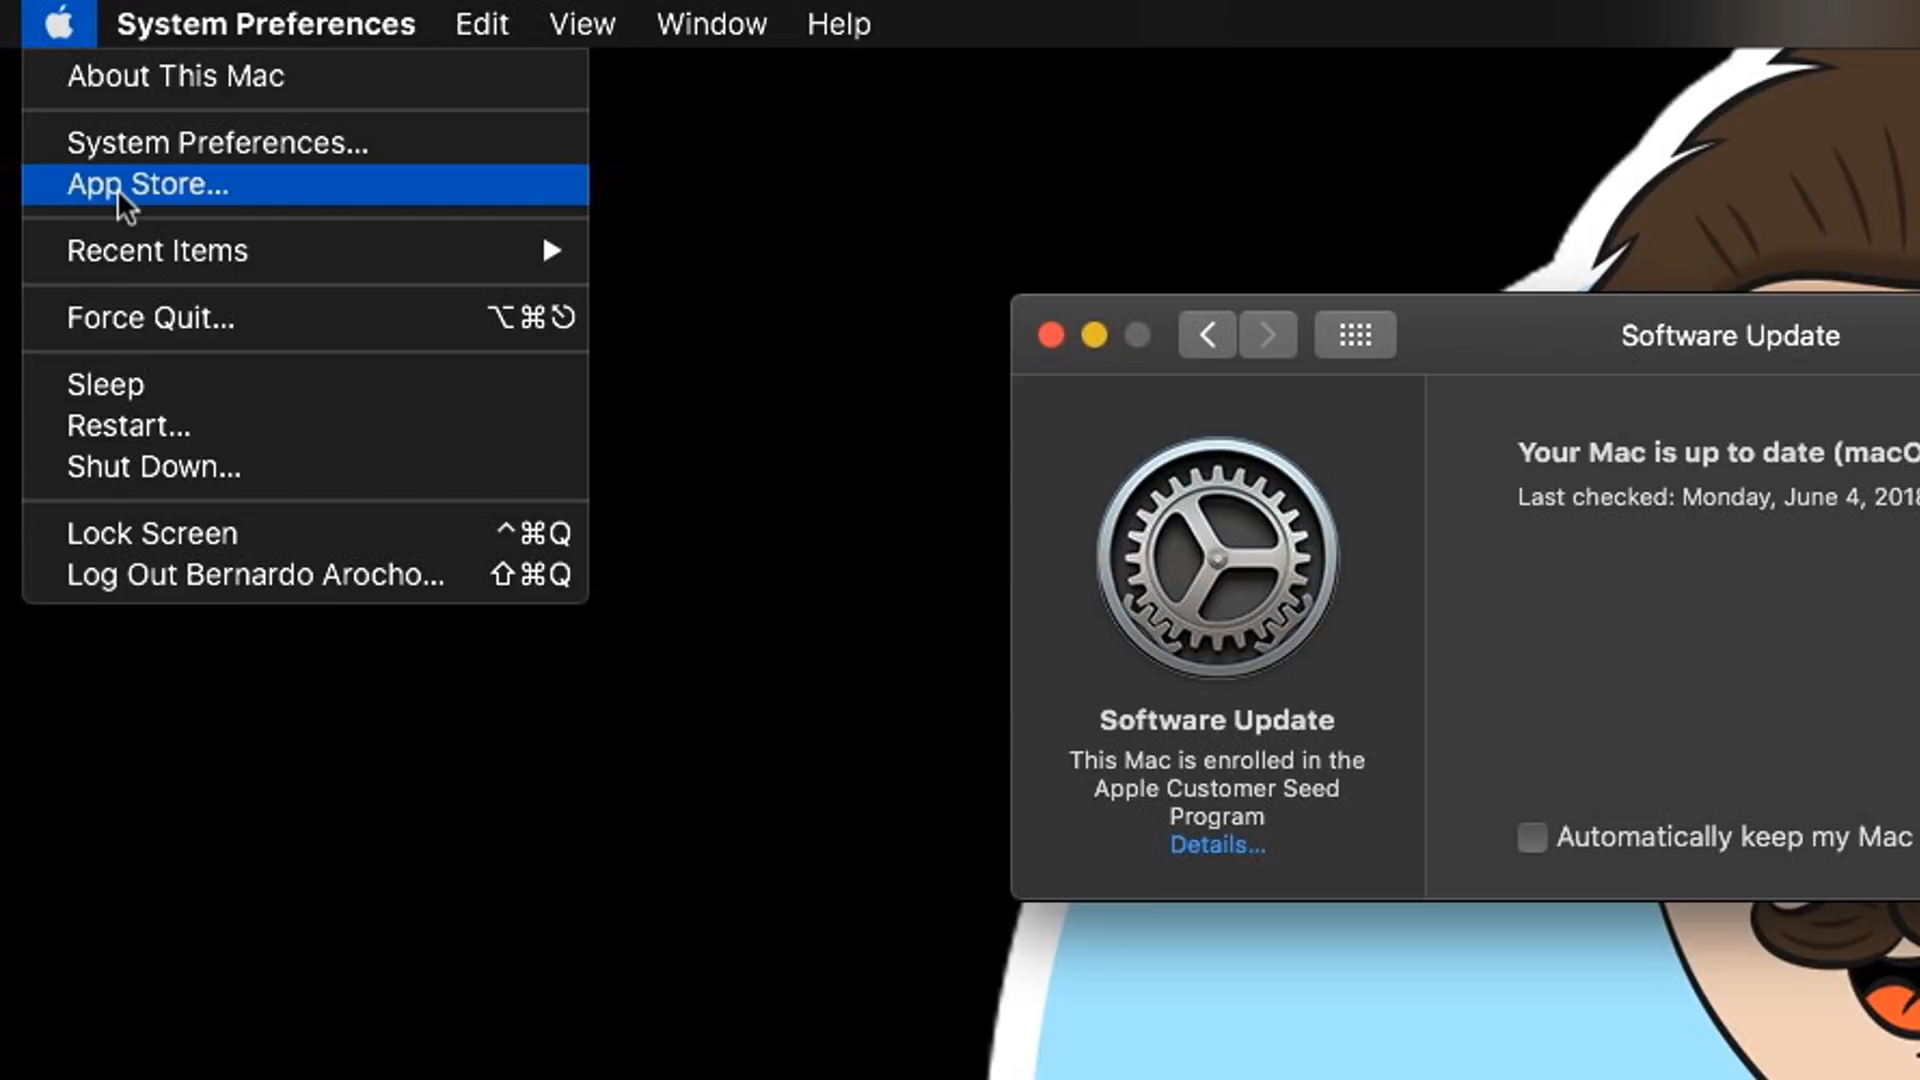 System Preferences Edit View Window Help
About This Mac
System Preferences...
App Store...
Recent Items
Force Quit... ⌥⌘⎋
Sleep
Restart...
Shut Down...
Lock Screen ^⌘Q
Log Out Bernardo Arocho... ⇧⌘Q
Software Update
Your Mac is up to date (macO
Last checked: Monday, June 4, 2018
Software Update
This Mac is enrolled in the
Apple Customer Seed
Program
Details...
Automatically keep my Mac